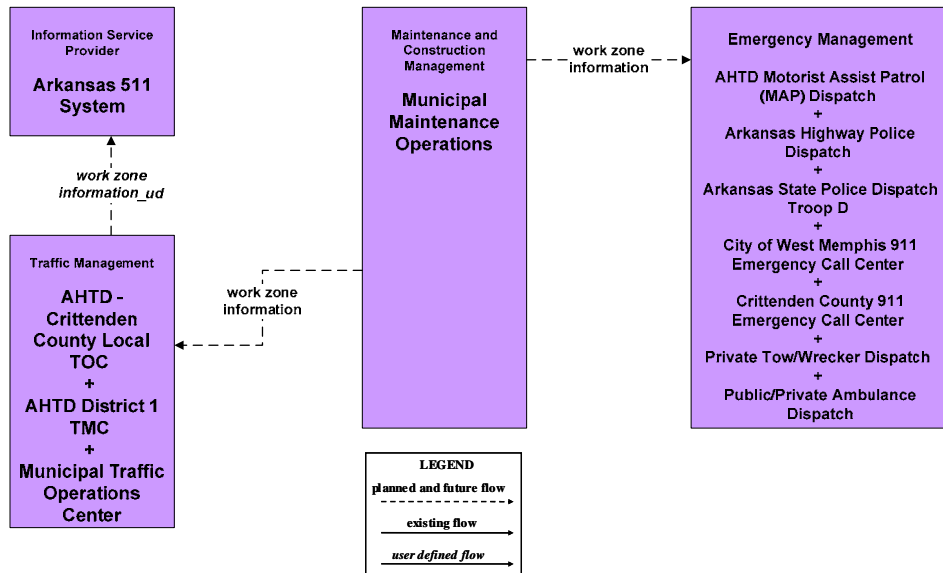 Information Service
Provider
Arkansas 511
System
work zone
information_ud
Traffic Management
AHTD -
Crittenden
County Local
TOC
+
AHTD District 1
TMC
+
Municipal Traffic
Operations
Center
Maintenance and
Construction
Management
Municipal
Maintenance
Operations
work zone
information
work zone
information
Emergency Management
AHTD Motorist Assist Patrol
(MAP) Dispatch
+
Arkansas Highway Police
Dispatch
+
Arkansas State Police Dispatch
Troop D
+
City of West Memphis 911
Emergency Call Center
+
Crittenden County 911
Emergency Call Center
+
Private Tow/Wrecker Dispatch
+
Public/Private Ambulance
Dispatch
LEGEND
planned and future flow
existing flow
user defined flow